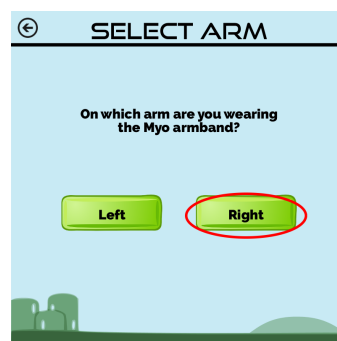 SELECT ARM
On which arm are you wearing
the Myo armband?
Left
Right